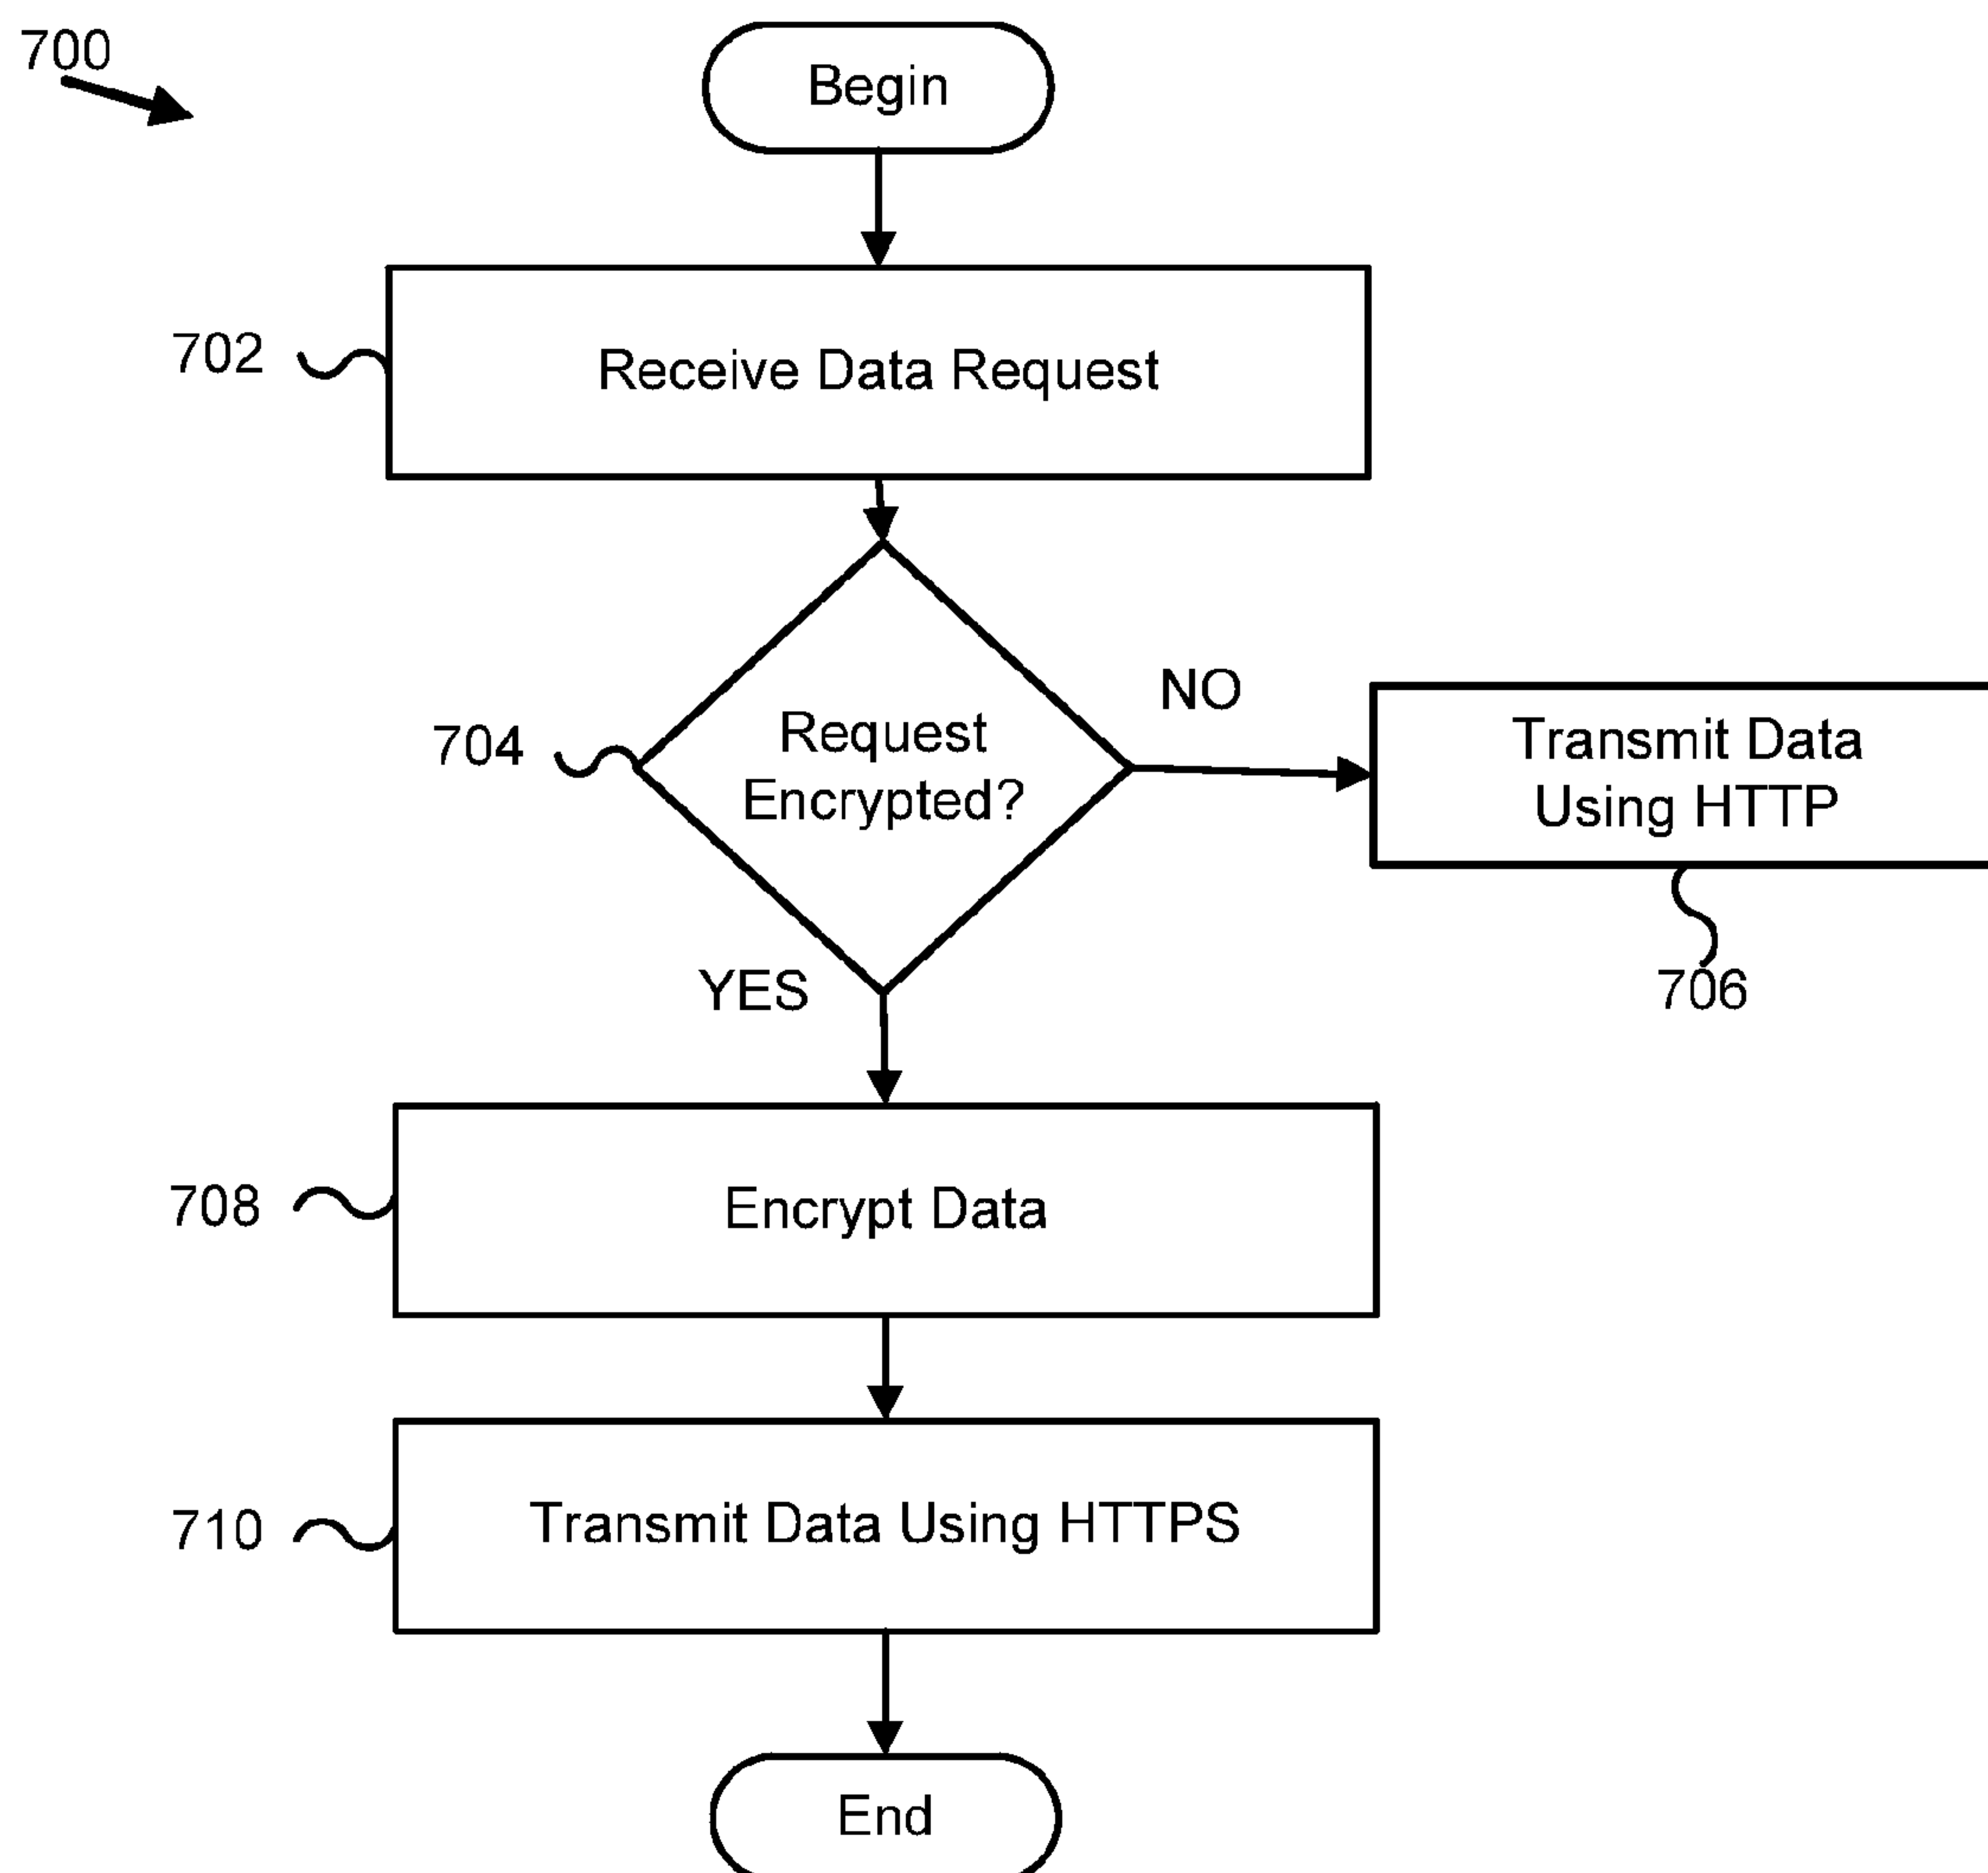 700
Begin
702
Receive Data Request
704
Request
Encrypted?
NO
Transmit Data
Using HTTP
706
YES
708
Encrypt Data
710
Transmit Data Using HTTPS
End